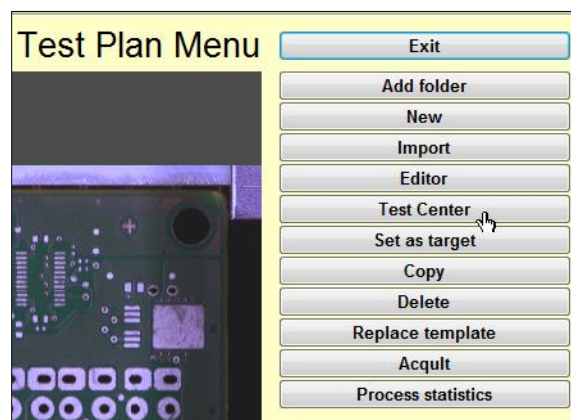 Test Plan Menu
Exit
Add folder
New
Import
Editor
Test Center
Set as target
Copy
Delete
Replace template
Acqult
Process statistics